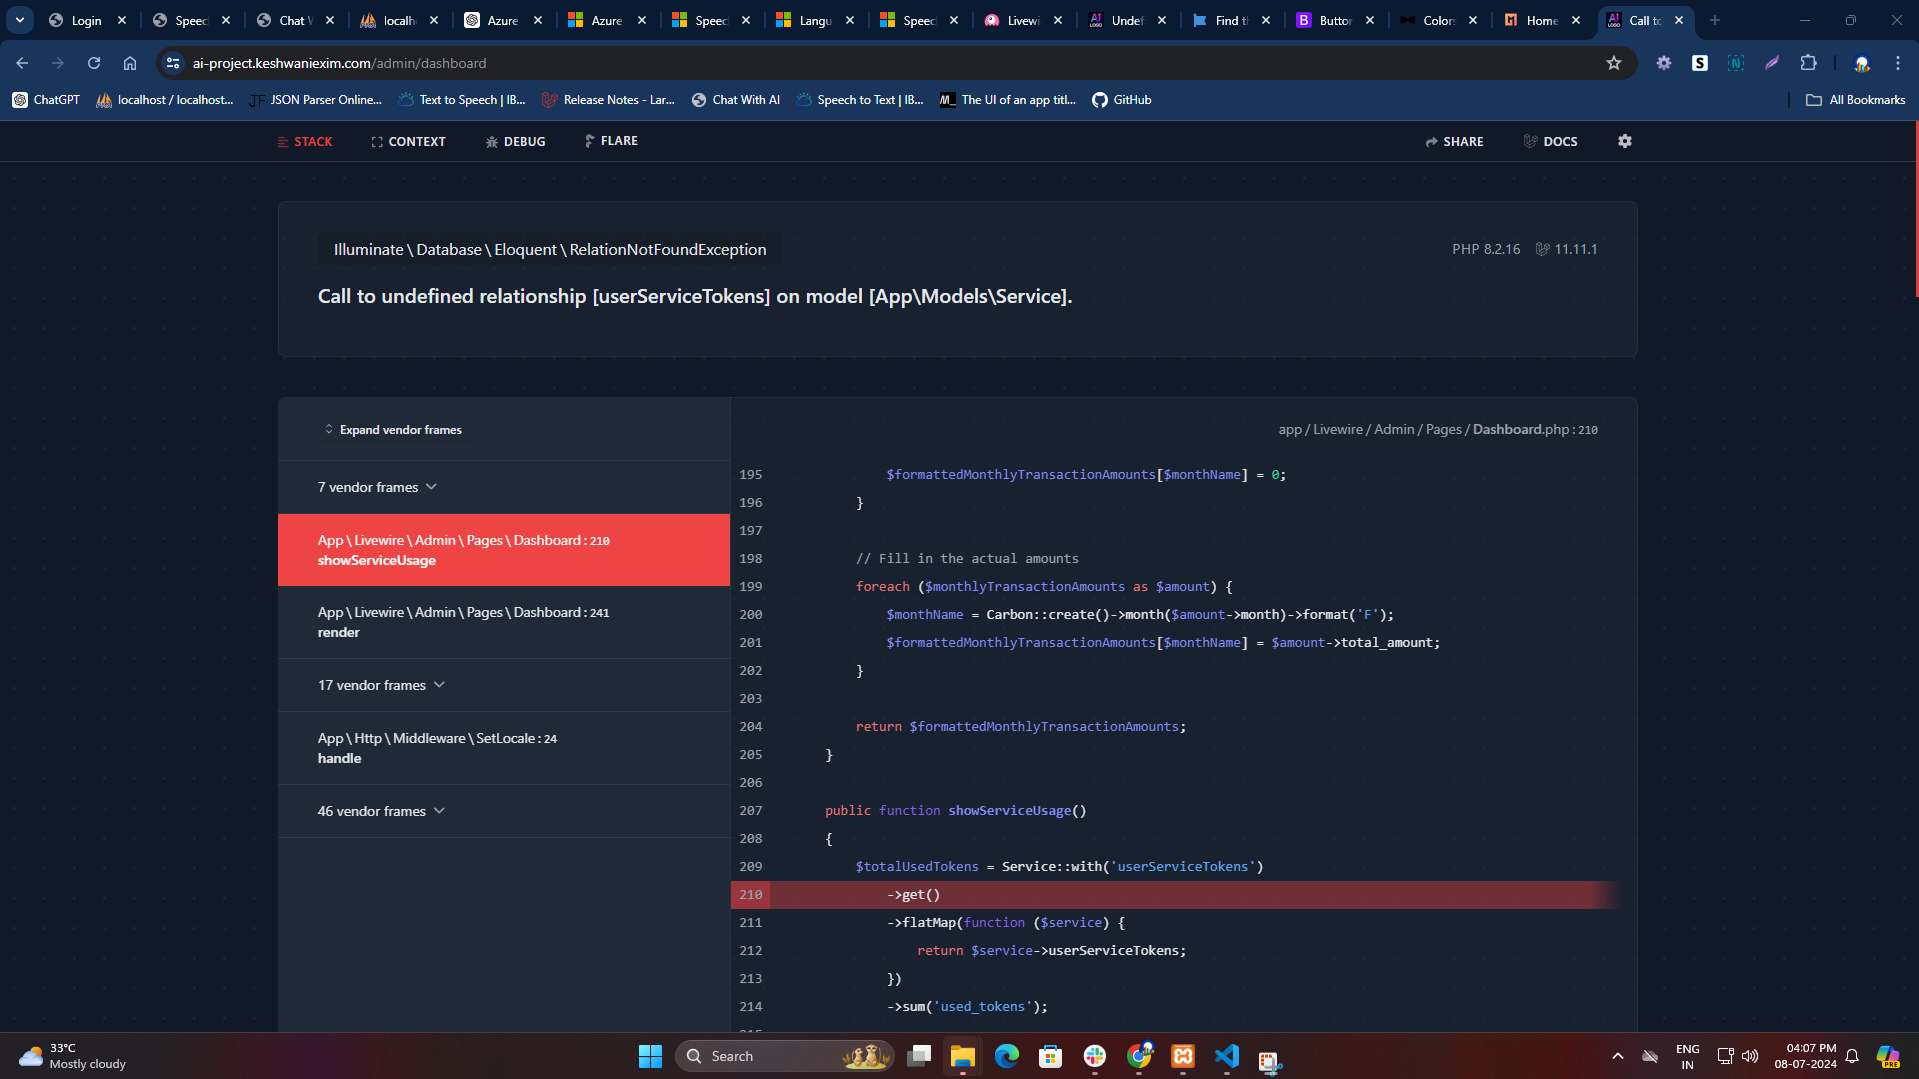 Login
Speech
Chat W
localh
Azure
Azure
Speec
Langu
Speec
Livewi
Undef
Find th
Button
Colors
Home
Call to
ai-project.keshwaniexim.com/admin/dashboard
ChatGPT
localhost / localhost...
JSON Parser Online...
Text to Speech | IB...
Release Notes - Lar...
Chat With AI
Speech to Text | IB...
The UI of an app titl...
GitHub
All Bookmarks
STACK
CONTEXT
DEBUG
FLARE
SHARE
DOCS
Illuminate \ Database \ Eloquent \ RelationNotFoundException
PHP 8.2.16
11.11.1
Call to undefined relationship [userServiceTokens] on model [App\Models\Service].
Expand vendor frames
7 vendor frames
App \ Livewire \ Admin \ Pages \ Dashboard : 210
showServiceUsage
App \ Livewire \ Admin \ Pages \ Dashboard : 241
render
17 vendor frames
App \ Http \ Middleware \ SetLocale : 24
handle
46 vendor frames
app / Livewire / Admin / Pages / Dashboard.php : 210
195 $formattedMonthlyTransactionAmounts[$monthName] = 0;
196 }
197
198 // Fill in the actual amounts
199 foreach ($monthlyTransactionAmounts as $amount) {
200 $monthName = Carbon::create()->month($amount->month)->format('F');
201 $formattedMonthlyTransactionAmounts[$monthName] = $amount->total_amount;
202 }
203
204 return $formattedMonthlyTransactionAmounts;
205 }
206
207 public function showServiceUsage()
208 {
209 $totalUsedTokens = Service::with('userServiceTokens')
210 ->get()
211 ->flatMap(function ($service) {
212 return $service->userServiceTokens;
213 })
214 ->sum('used_tokens');
33°C
Mostly cloudy
Search
ENG
IN
04:07 PM
08-07-2024